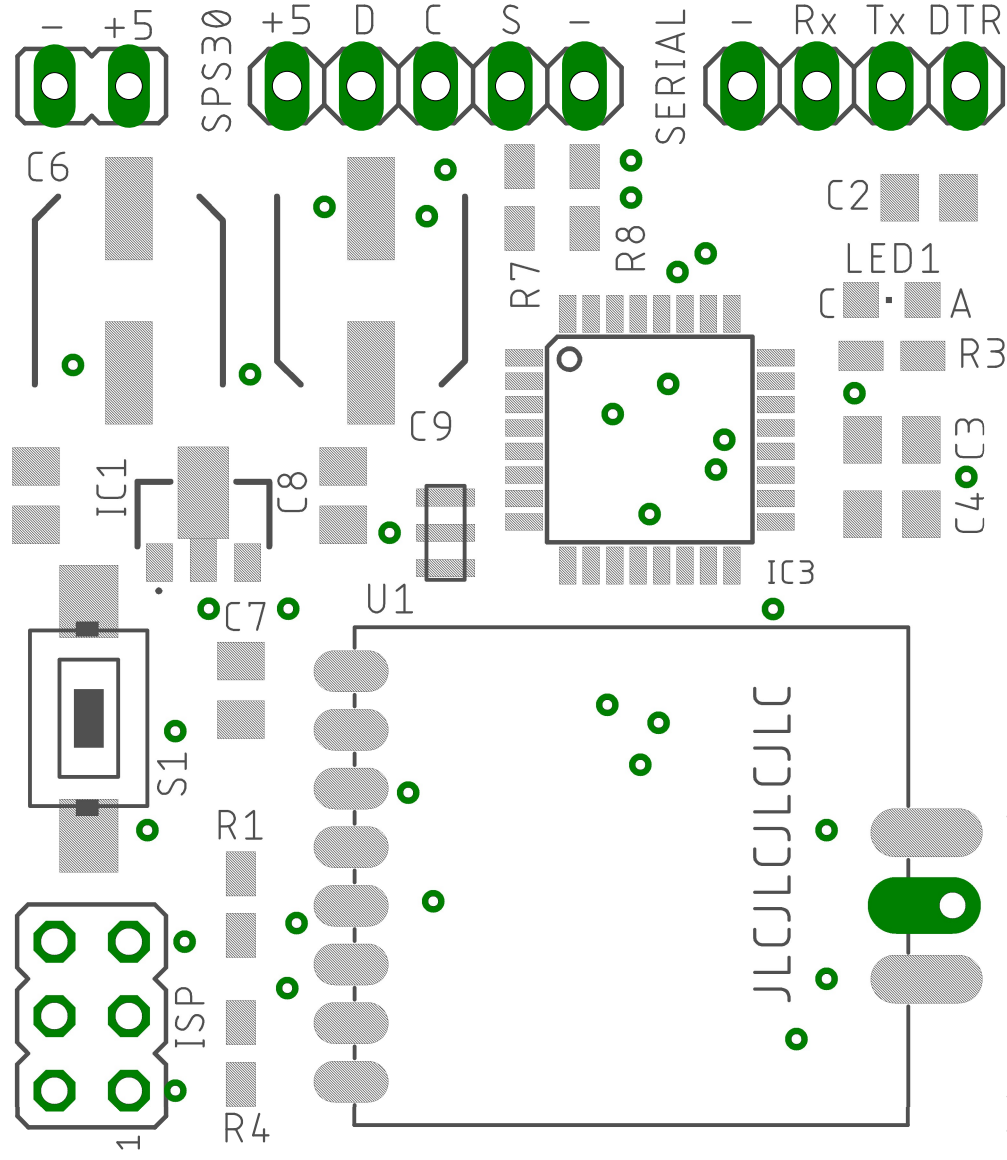 - +5
SPS30
+5 D C S -
SERIAL
- Rx Tx DTR
C6
C2
R7
R8
LED1
C A
R3
C9
C3
C4
IC1
C8
IC3
U1
C7
S1
JLCJLCJLCJLC
R1
ISP
R4
1